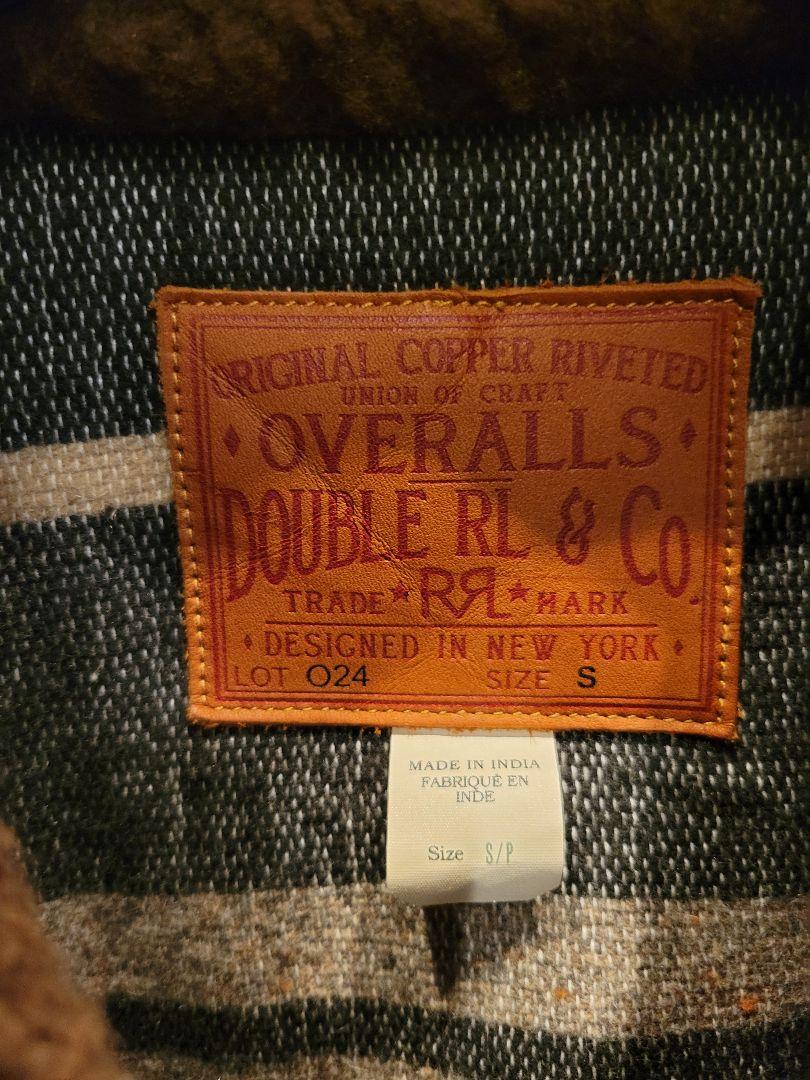 ORIGINAL COPPER RIVETED
UNION OF CRAFT
OVERALLS
DOUBLE RL & Co.
TRADE ★ RRL ★ MARK
DESIGNED IN NEW YORK
LOT 024 SIZE S
MADE IN INDIA
FABRIQUÉ EN
INDE
Size S/P